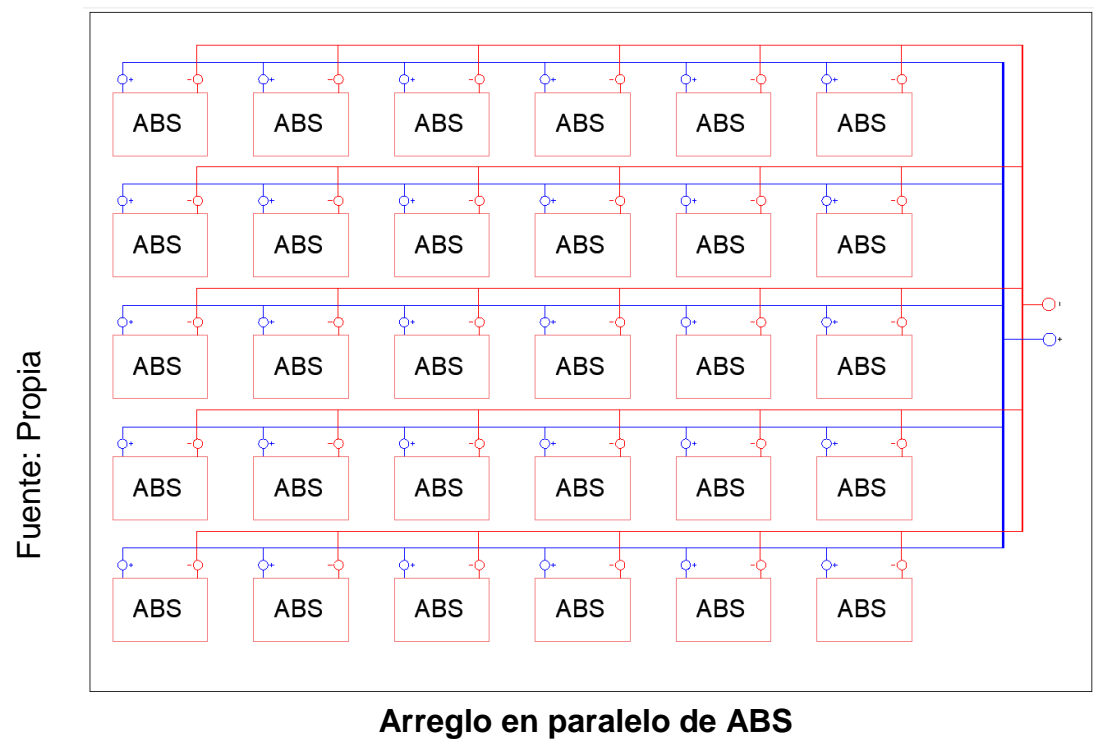 + - + - + - + - + - + -
ABS ABS ABS ABS ABS ABS
+ - + - + - + - + - + -
ABS ABS ABS ABS ABS ABS
-
+ - + - + - + - + - + -
+
ABS ABS ABS ABS ABS ABS
+ - + - + - + - + - + -
ABS ABS ABS ABS ABS ABS
+ - + - + - + - + - + -
ABS ABS ABS ABS ABS ABS
Fuente: Propia
Arreglo en paralelo de ABS